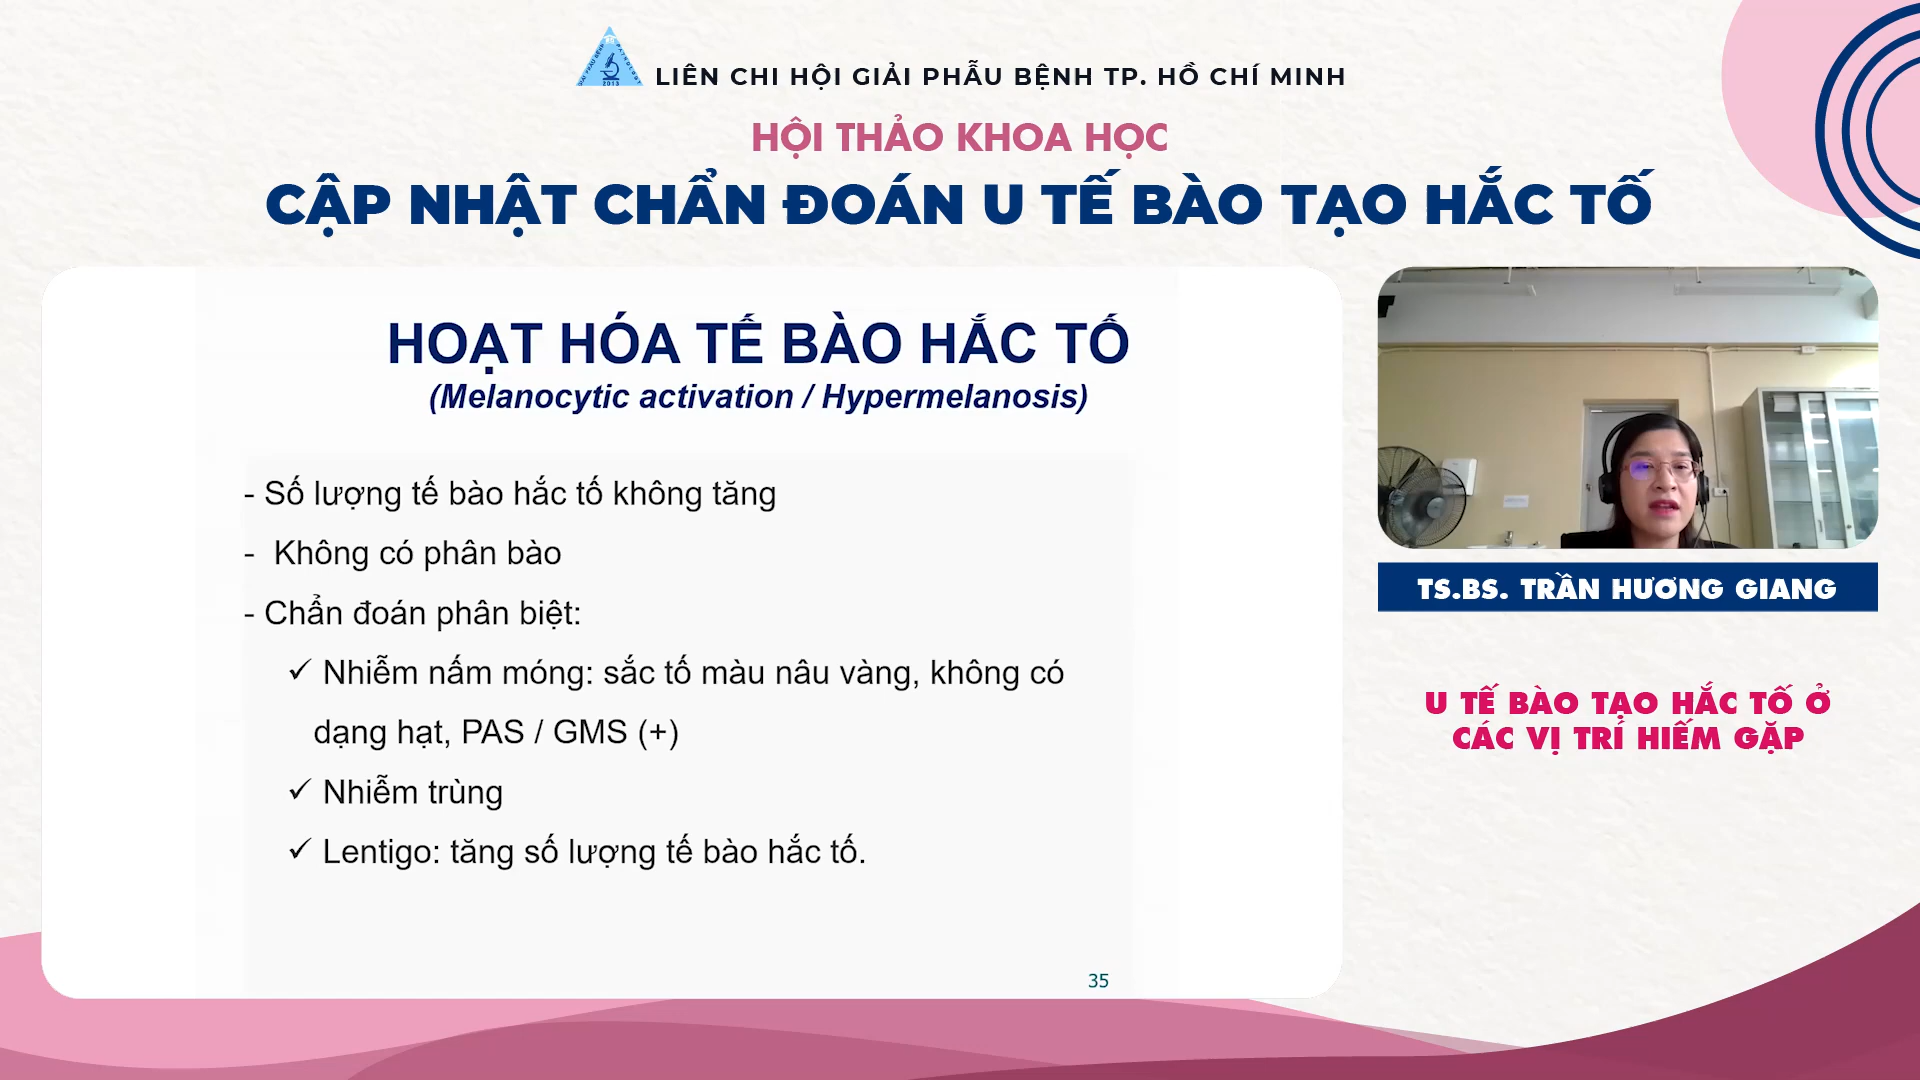 LIÊN CHI HỘI GIẢI PHẪU BỆNH TP. HỒ CHÍ MINH
HỘI THẢO KHOA HỌC
CẬP NHẬT CHẨN ĐOÁN U TẾ BÀO TẠO HẮC TỐ
HOẠT HÓA TẾ BÀO HẮC TỐ
(Melanocytic activation / Hypermelanosis)
- Số lượng tế bào hắc tố không tăng
- Không có phân bào
- Chẩn đoán phân biệt:
✓ Nhiễm nấm móng: sắc tố màu nâu vàng, không có
dạng hạt, PAS / GMS (+)
✓ Nhiễm trùng
✓ Lentigo: tăng số lượng tế bào hắc tố.
35
TS.BS. TRẦN HƯƠNG GIANG
U TẾ BÀO TẠO HẮC TỐ Ở
CÁC VỊ TRÍ HIẾM GẶP